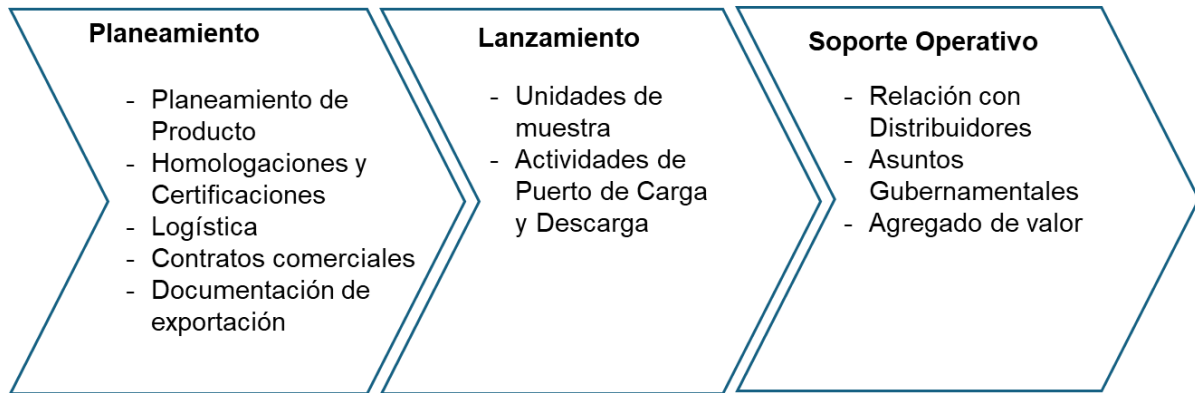 Planeamiento
- Planeamiento de
Producto
- Homologaciones y
Certificaciones
- Logística
- Contratos comerciales
- Documentación de
exportación
Lanzamiento
- Unidades de
muestra
- Actividades de
Puerto de Carga
y Descarga
Soporte Operativo
- Relación con
Distribuidores
- Asuntos
Gubernamentales
- Agregado de valor